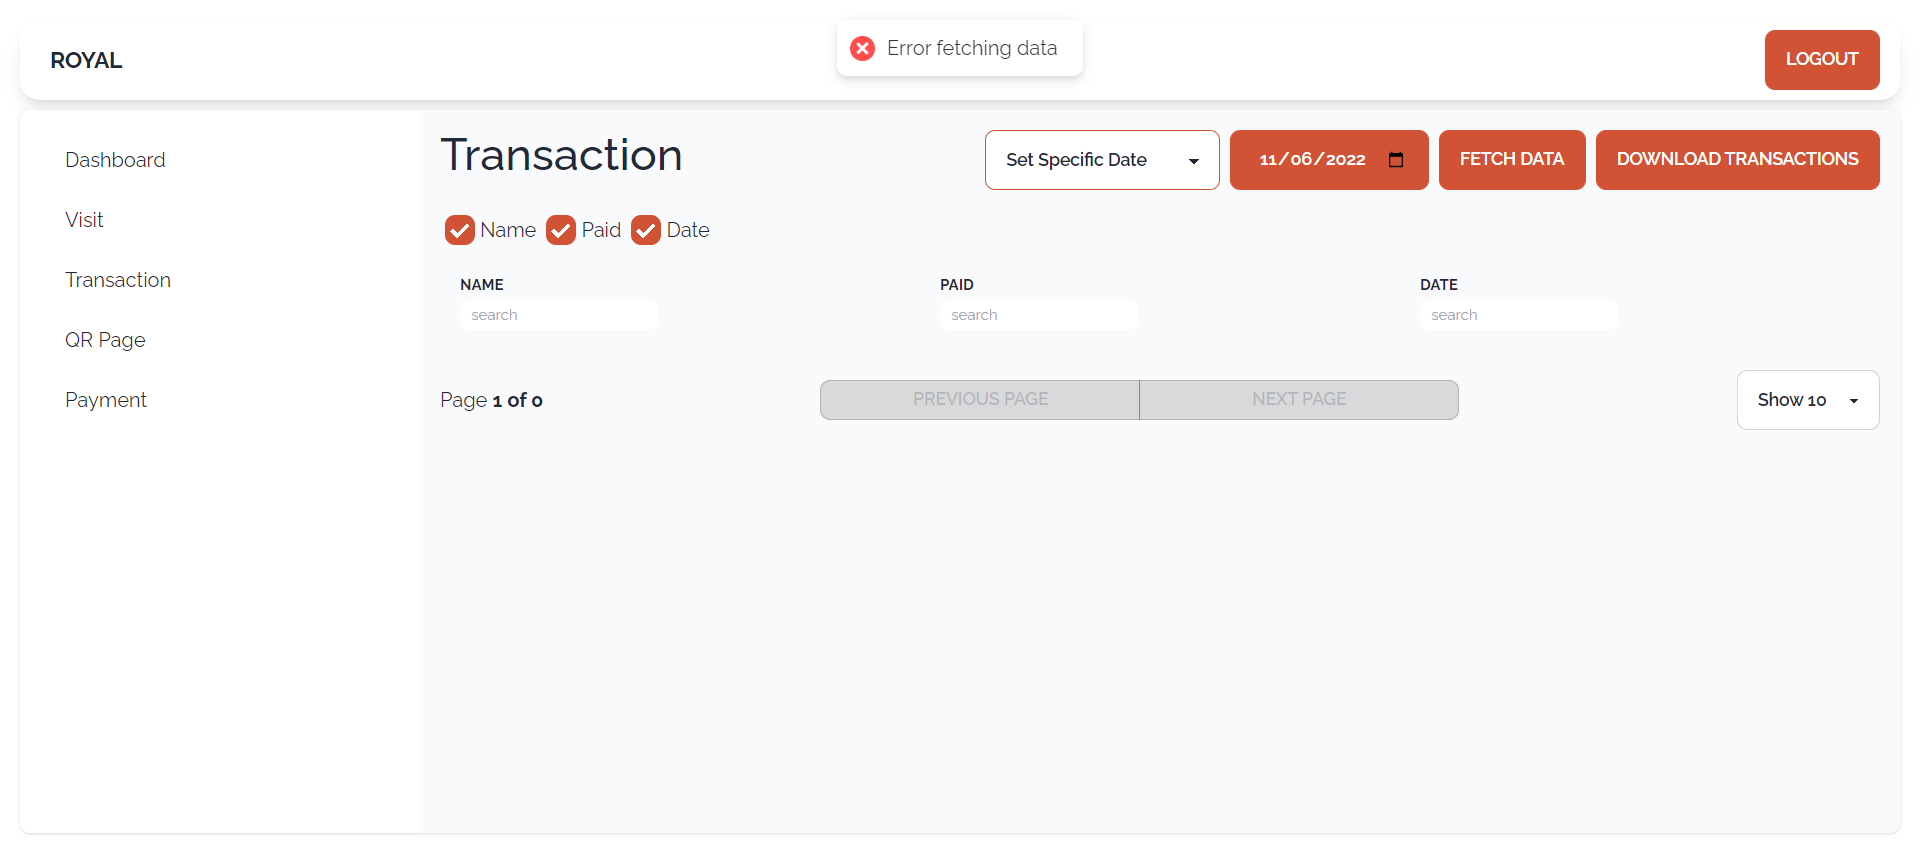 ROYAL
Error fetching data
LOGOUT
Dashboard
Visit
Transaction
QR Page
Payment
Transaction
Set Specific Date
11/06/2022
FETCH DATA
DOWNLOAD TRANSACTIONS
Name Paid Date
NAME PAID DATE
search search search
Page 1 of 0
PREVIOUS PAGE
NEXT PAGE
Show 10